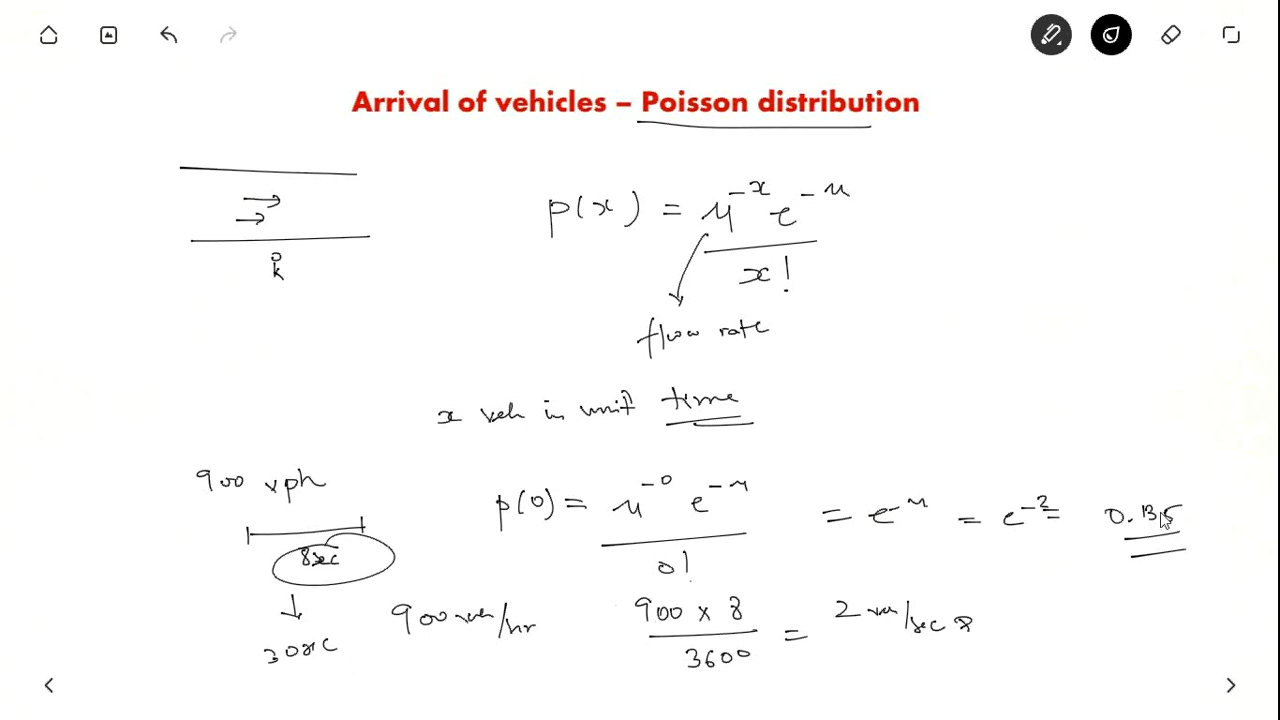 Arrival of vehicles – Poisson distribution
p(x) = μ^-x e^-μ / x!
flow rate
x veh in unit time
900 vph
p(0) = μ^-0 e^-μ / 0! = e^-μ = e^-2 = 0.135
8sec
30sec
900 veh/hr
900 x 8 / 3600 = 2 veh/sec 8